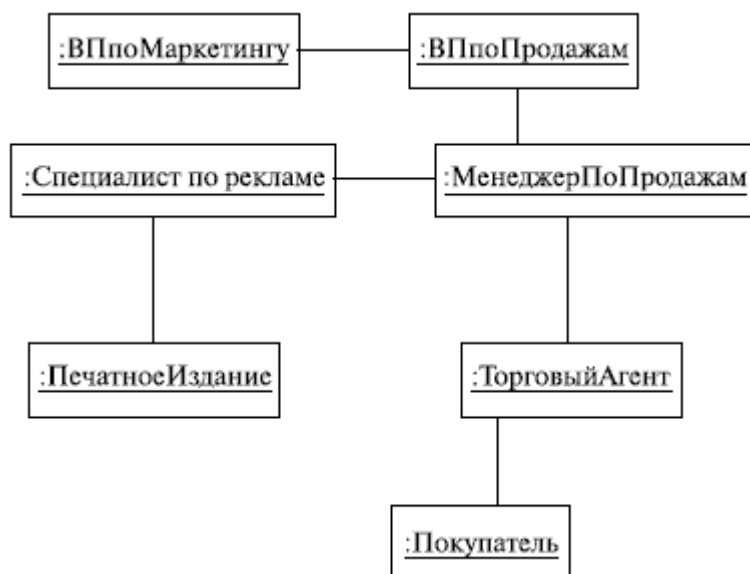 :ВПпоМаркетингу
:ВПпоПродажам
:Специалист по рекламе
:МенеджерПоПродажам
:ПечатноеИздание
:ТорговыйАгент
:Покупатель